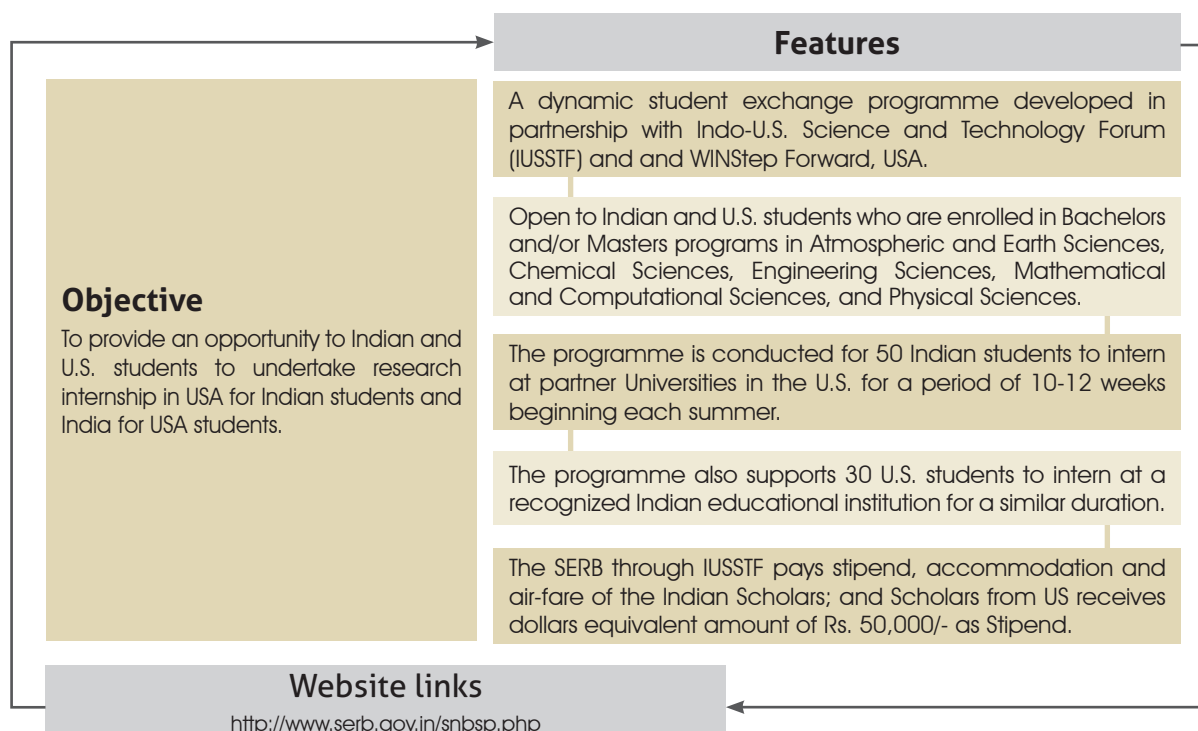 Features
Objective
To provide an opportunity to Indian and
U.S. students to undertake research
internship in USA for Indian students and
India for USA students.
A dynamic student exchange programme developed in
partnership with Indo-U.S. Science and Technology Forum
(IUSSTF) and and WINStep Forward, USA.
Open to Indian and U.S. students who are enrolled in Bachelors
and/or Masters programs in Atmospheric and Earth Sciences,
Chemical Sciences, Engineering Sciences, Mathematical
and Computational Sciences, and Physical Sciences.
The programme is conducted for 50 Indian students to intern
at partner Universities in the U.S. for a period of 10-12 weeks
beginning each summer.
The programme also supports 30 U.S. students to intern at a
recognized Indian educational institution for a similar duration.
The SERB through IUSSTF pays stipend, accommodation and
air-fare of the Indian Scholars; and Scholars from US receives
dollars equivalent amount of Rs. 50,000/- as Stipend.
Website links
http://www.serb.gov.in/snbsp.php